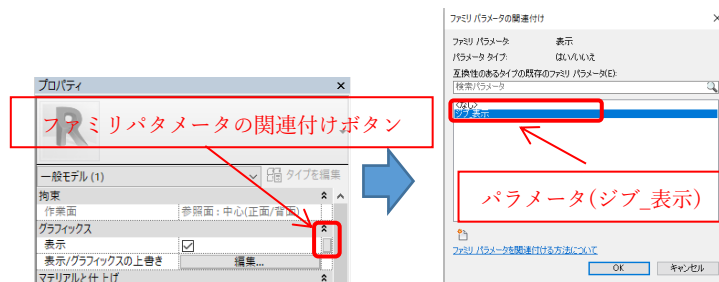 プロパティ
×
R
ファミリパタメータの関連付けボタン
一般モデル (1)
タイプを編集
拘束
作業面
参照面 : 中心(正面/背面)
グラフィックス
表示
表示/グラフィックスの上書き
編集...
マテリアルと仕上げ
ファミリ パラメータの関連付け
×
ファミリ パラメータ:
表示
パラメータ タイプ:
はい/いいえ
互換性のあるタイプの既存のファミリ パラメータ(E):
検索パラメータ
<なし>
ジブ_表示
パラメータ(ジブ_表示)
ファミリ パラメータを関連付ける方法について
OK
キャンセル